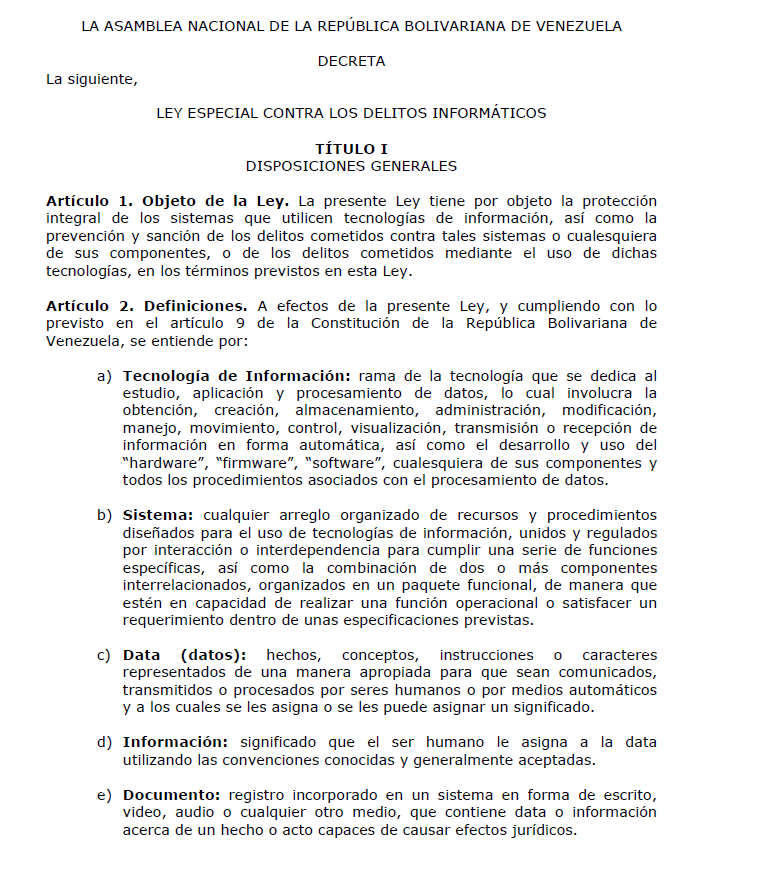 LA ASAMBLEA NACIONAL DE LA REPÚBLICA BOLIVARIANA DE VENEZUELA
DECRETA
La siguiente,
LEY ESPECIAL CONTRA LOS DELITOS INFORMÁTICOS
TÍTULO I
DISPOSICIONES GENERALES
Artículo 1. Objeto de la Ley. La presente Ley tiene por objeto la protección
integral de los sistemas que utilicen tecnologías de información, así como la
prevención y sanción de los delitos cometidos contra tales sistemas o cualesquiera
de sus componentes, o de los delitos cometidos mediante el uso de dichas
tecnologías, en los términos previstos en esta Ley.
Artículo 2. Definiciones. A efectos de la presente Ley, y cumpliendo con lo
previsto en el artículo 9 de la Constitución de la República Bolivariana de
Venezuela, se entiende por:
a) Tecnología de Información: rama de la tecnología que se dedica al
estudio, aplicación y procesamiento de datos, lo cual involucra la
obtención, creación, almacenamiento, administración, modificación,
manejo, movimiento, control, visualización, transmisión o recepción de
información en forma automática, así como el desarrollo y uso del
“hardware”, “firmware”, “software”, cualesquiera de sus componentes y
todos los procedimientos asociados con el procesamiento de datos.
b) Sistema: cualquier arreglo organizado de recursos y procedimientos
diseñados para el uso de tecnologías de información, unidos y regulados
por interacción o interdependencia para cumplir una serie de funciones
específicas, así como la combinación de dos o más componentes
interrelacionados, organizados en un paquete funcional, de manera que
estén en capacidad de realizar una función operacional o satisfacer un
requerimiento dentro de unas especificaciones previstas.
c) Data (datos): hechos, conceptos, instrucciones o caracteres
representados de una manera apropiada para que sean comunicados,
transmitidos o procesados por seres humanos o por medios automáticos
y a los cuales se les asigna o se les puede asignar un significado.
d) Información: significado que el ser humano le asigna a la data
utilizando las convenciones conocidas y generalmente aceptadas.
e) Documento: registro incorporado en un sistema en forma de escrito,
video, audio o cualquier otro medio, que contiene data o información
acerca de un hecho o acto capaces de causar efectos jurídicos.